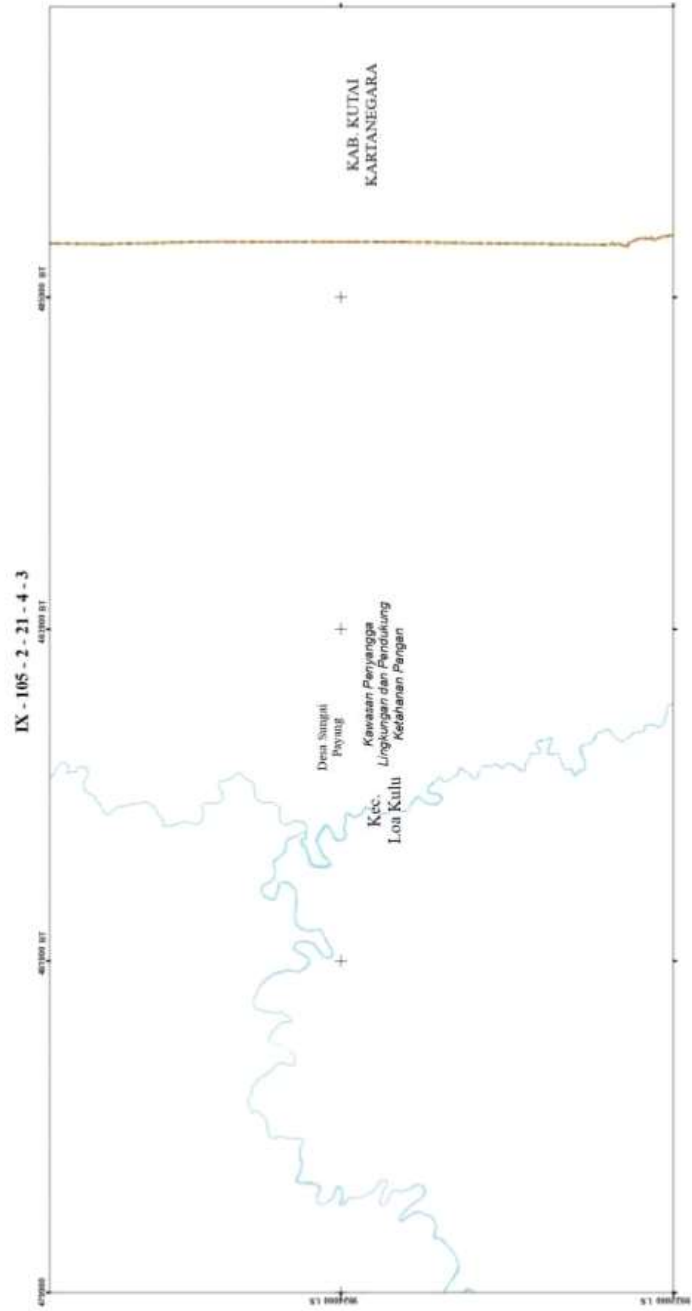 IX - 105 - 2 - 21 - 4 - 3
KAB. KUTAI
KARTANEGARA
Desa Sungai
Payang
Kawasan Penyangga
Lingkungan dan Pendukung
Ketahanan Pangan
Kec.
Loa Kulu